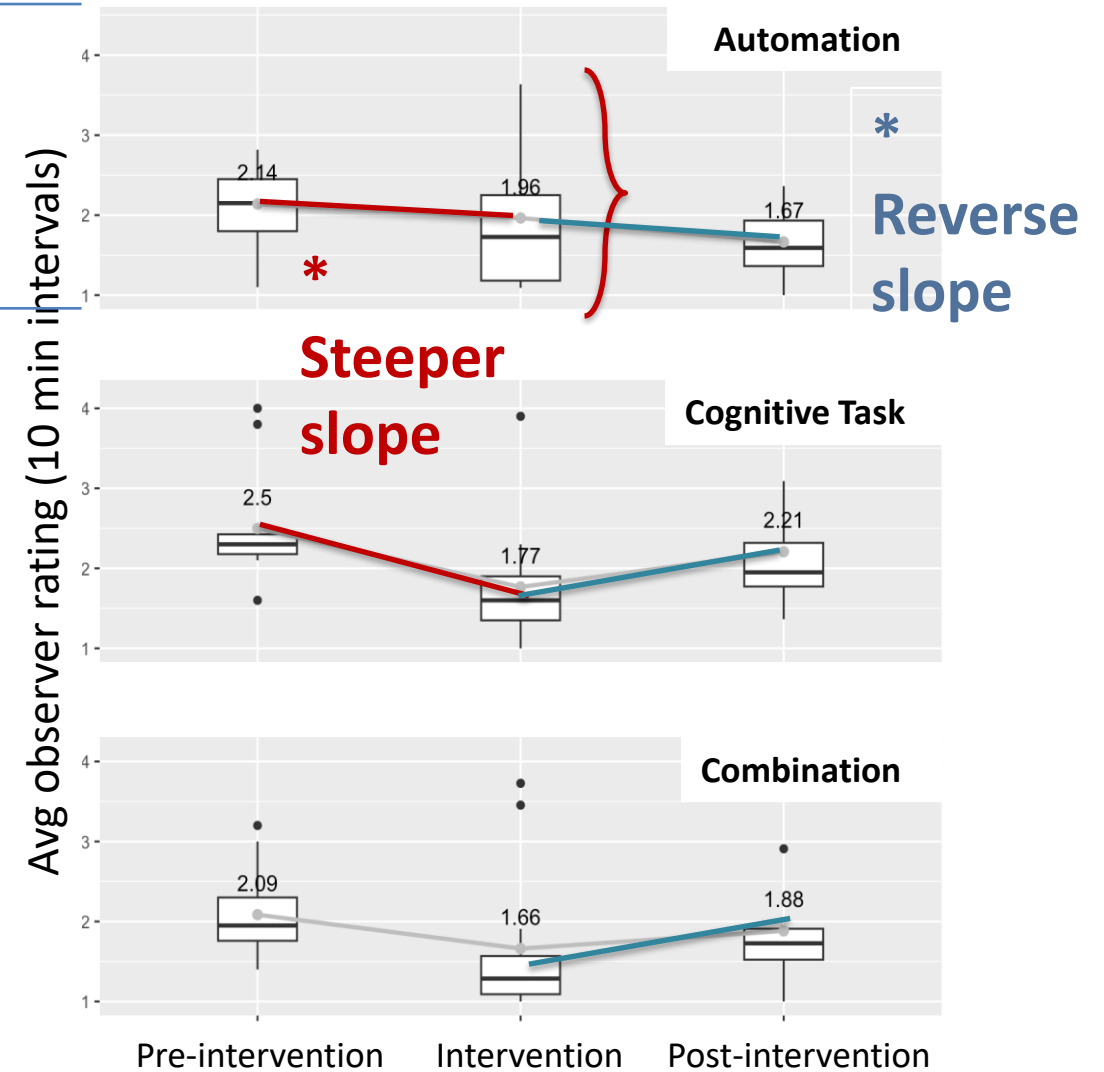 Avg observer rating (10 min intervals)
Automation
4
3
2
1
2.14
1.96
1.67
*
*
Reverse
slope
Steeper
slope
Cognitive Task
4
3
2
1
2.5
1.77
2.21
Combination
4
3
2
1
2.09
1.66
1.88
Pre-intervention Intervention Post-intervention